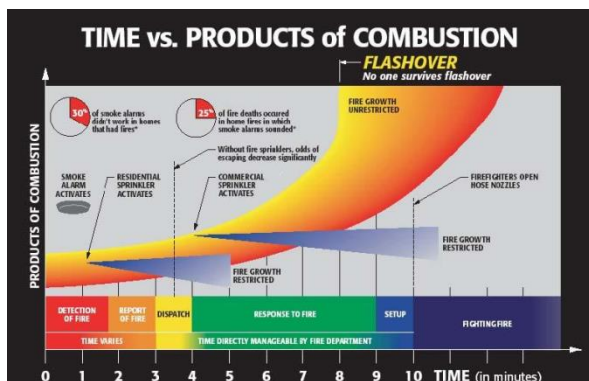 TIME vs. PRODUCTS of COMBUSTION
FLASHOVER
No one survives flashover
30%
of smoke alarms
didn't work in homes
that had fires*
25%
of fire deaths occurred
in home fires in which
smoke alarms sounded*
FIRE GROWTH
UNRESTRICTED
Without fire sprinklers, odds of
escaping decrease significantly
SMOKE
ALARM
ACTIVATES
RESIDENTIAL
SPRINKLER
ACTIVATES
COMMERCIAL
SPRINKLER
ACTIVATES
FIREFIGHTERS OPEN
HOSE NOZZLES
PRODUCTS OF COMBUSTION
FIRE GROWTH
RESTRICTED
FIRE GROWTH
RESTRICTED
DETECTION
OF FIRE
REPORT
OF FIRE
DISPATCH
RESPONSE TO FIRE
SETUP
FIGHTING FIRE
TIME VARIES
TIME DIRECTLY MANAGEABLE BY FIRE DEPARTMENT
0 1 2 3 4 5 6 7 8 9 10 TIME (in minutes)